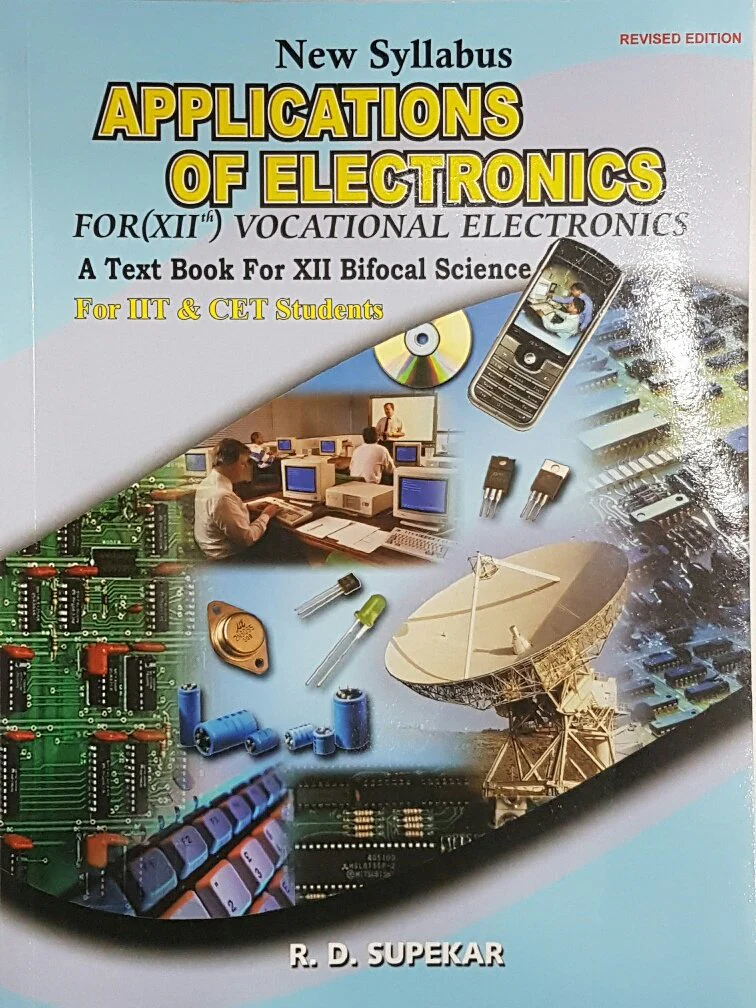 REVISED EDITION
New Syllabus
APPLICATIONS
OF ELECTRONICS
FOR(XIIth) VOCATIONAL ELECTRONICS
A Text Book For XII Bifocal Science
For IIT & CET Students
R. D. SUPEKAR